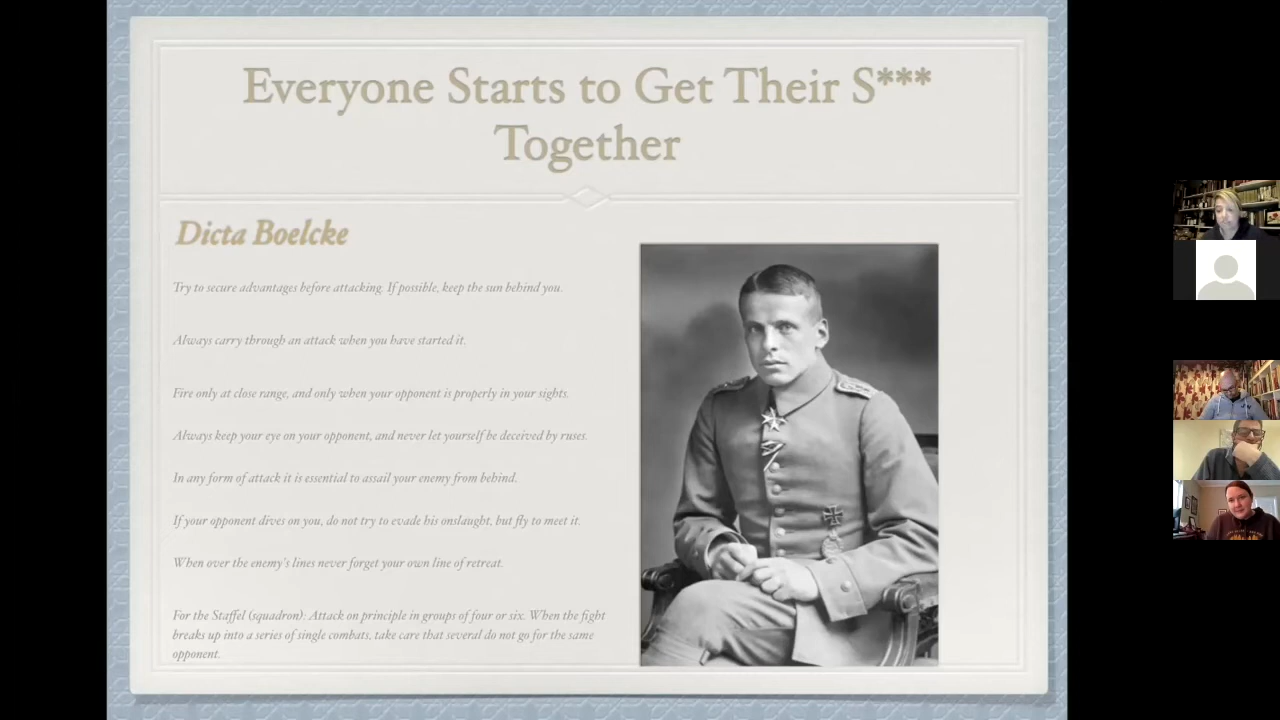 Everyone Starts to Get Their S***
Together
Dicta Boelcke
Try to secure advantages before attacking. If possible, keep the sun behind you.
Always carry through an attack when you have started it.
Fire only at close range, and only when your opponent is properly in your sights.
Always keep your eye on your opponent, and never let yourself be deceived by ruses.
In any form of attack it is essential to assail your enemy from behind.
If your opponent dives on you, do not try to evade his onslaught, but fly to meet it.
When over the enemy's lines never forget your own line of retreat.
For the Staffel (squadron): Attack on principle in groups of four or six. When the fight
breaks up into a series of single combats, take care that several do not go for the same
opponent.